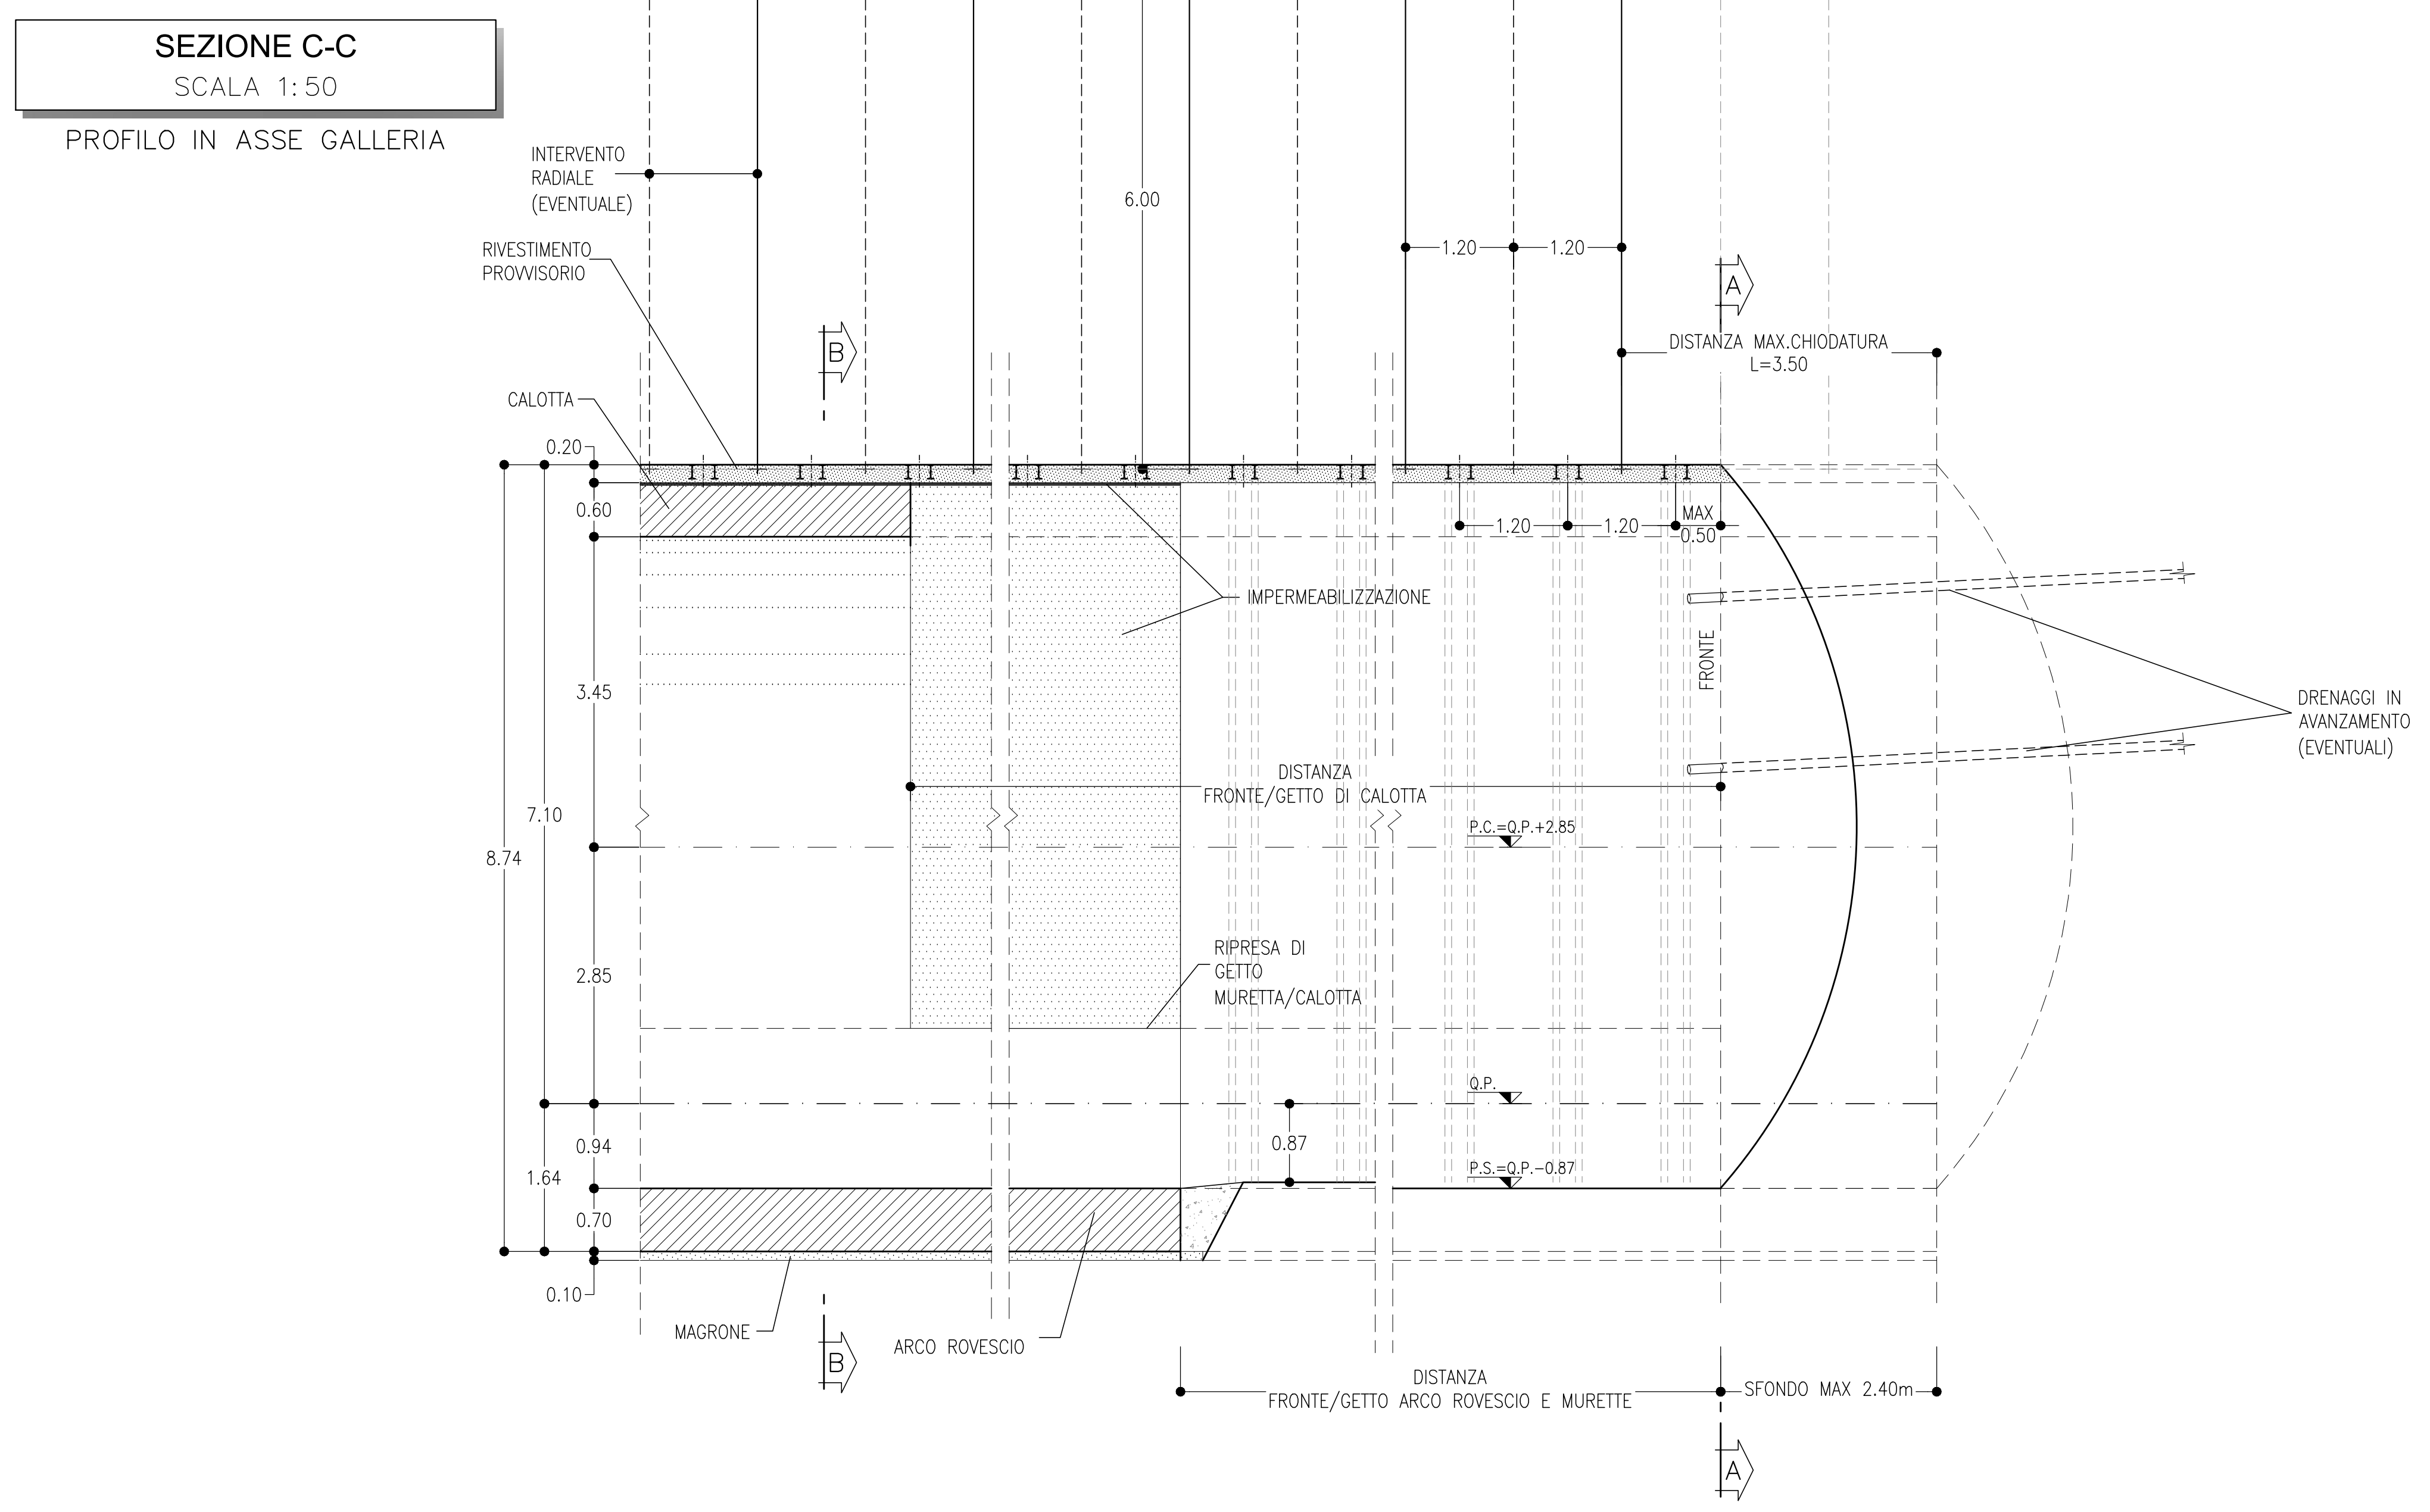 SEZIONE C-C
SCALA 1:50
PROFILO IN ASSE GALLERIA
INTERVENTO
RADIALE
(EVENTUALE)
6.00
RIVESTIMENTO
PROVVISORIO
1.20
1.20
A
DISTANZA MAX.CHIODATURA
L=3.50
B
CALOTTA
0.20
0.60
1.20
1.20
MAX
0.50
IMPERMEABILIZZAZIONE
FRONTE
3.45
DRENAGGI IN
AVANZAMENTO
(EVENTUALI)
DISTANZA
FRONTE/GETTO DI CALOTTA
7.10
P.C.=Q.P.+2.85
8.74
RIPRESA DI
GETTO
MURETTA/CALOTTA
2.85
Q.P.
0.94
0.87
1.64
P.S.=Q.P.-0.87
0.70
0.10
MAGRONE
ARCO ROVESCIO
B
DISTANZA
FRONTE/GETTO ARCO ROVESCIO E MURETTE
SFONDO MAX 2.40m
A